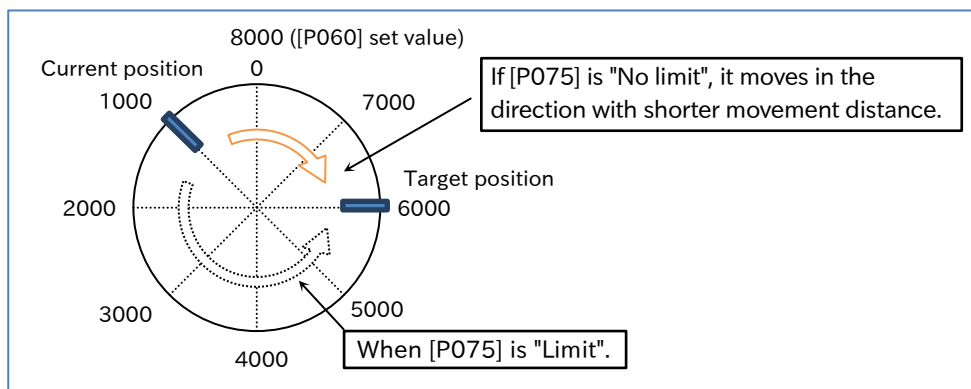 8000 ([P060] set value)
0
Current position
1000
7000
If [P075] is "No limit", it moves in the
direction with shorter movement distance.
Target position
2000
6000
3000
5000
4000
When [P075] is "Limit".